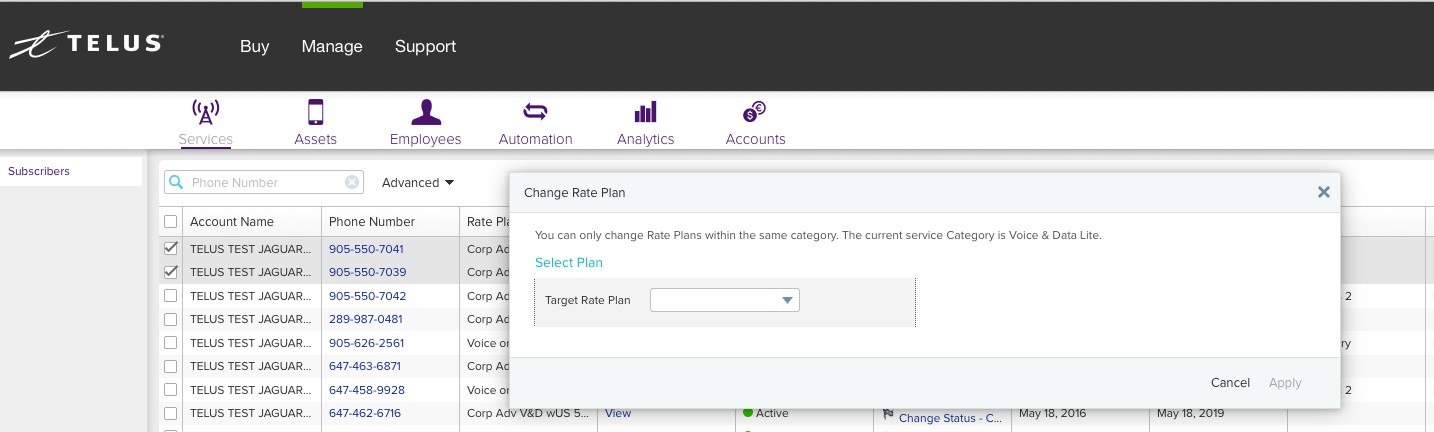 TELUS
Buy Manage Support
Services Assets Employees Automation Analytics Accounts
Subscribers
Phone Number Advanced
Change Rate Plan
Account Name Phone Number Rate Pla
You can only change Rate Plans within the same category. The current service Category is Voice & Data Lite.
TELUS TEST JAGUAR... 905-550-7041 Corp Ad
Select Plan
TELUS TEST JAGUAR... 905-550-7039 Corp Ad
TELUS TEST JAGUAR... 905-550-7042 Corp Ad 2
Target Rate Plan
TELUS TEST JAGUAR... 289-987-0481 Corp Ad
TELUS TEST JAGUAR... 905-626-2561 Voice or ry
TELUS TEST JAGUAR... 647-463-6871 Corp Ad
Cancel Apply
TELUS TEST JAGUAR... 647-458-9928 Voice or 2
TELUS TEST JAGUAR... 647-462-6716 Corp Adv V&D wUS 5... View Active Change Status - C... May 18, 2016 May 18, 2019